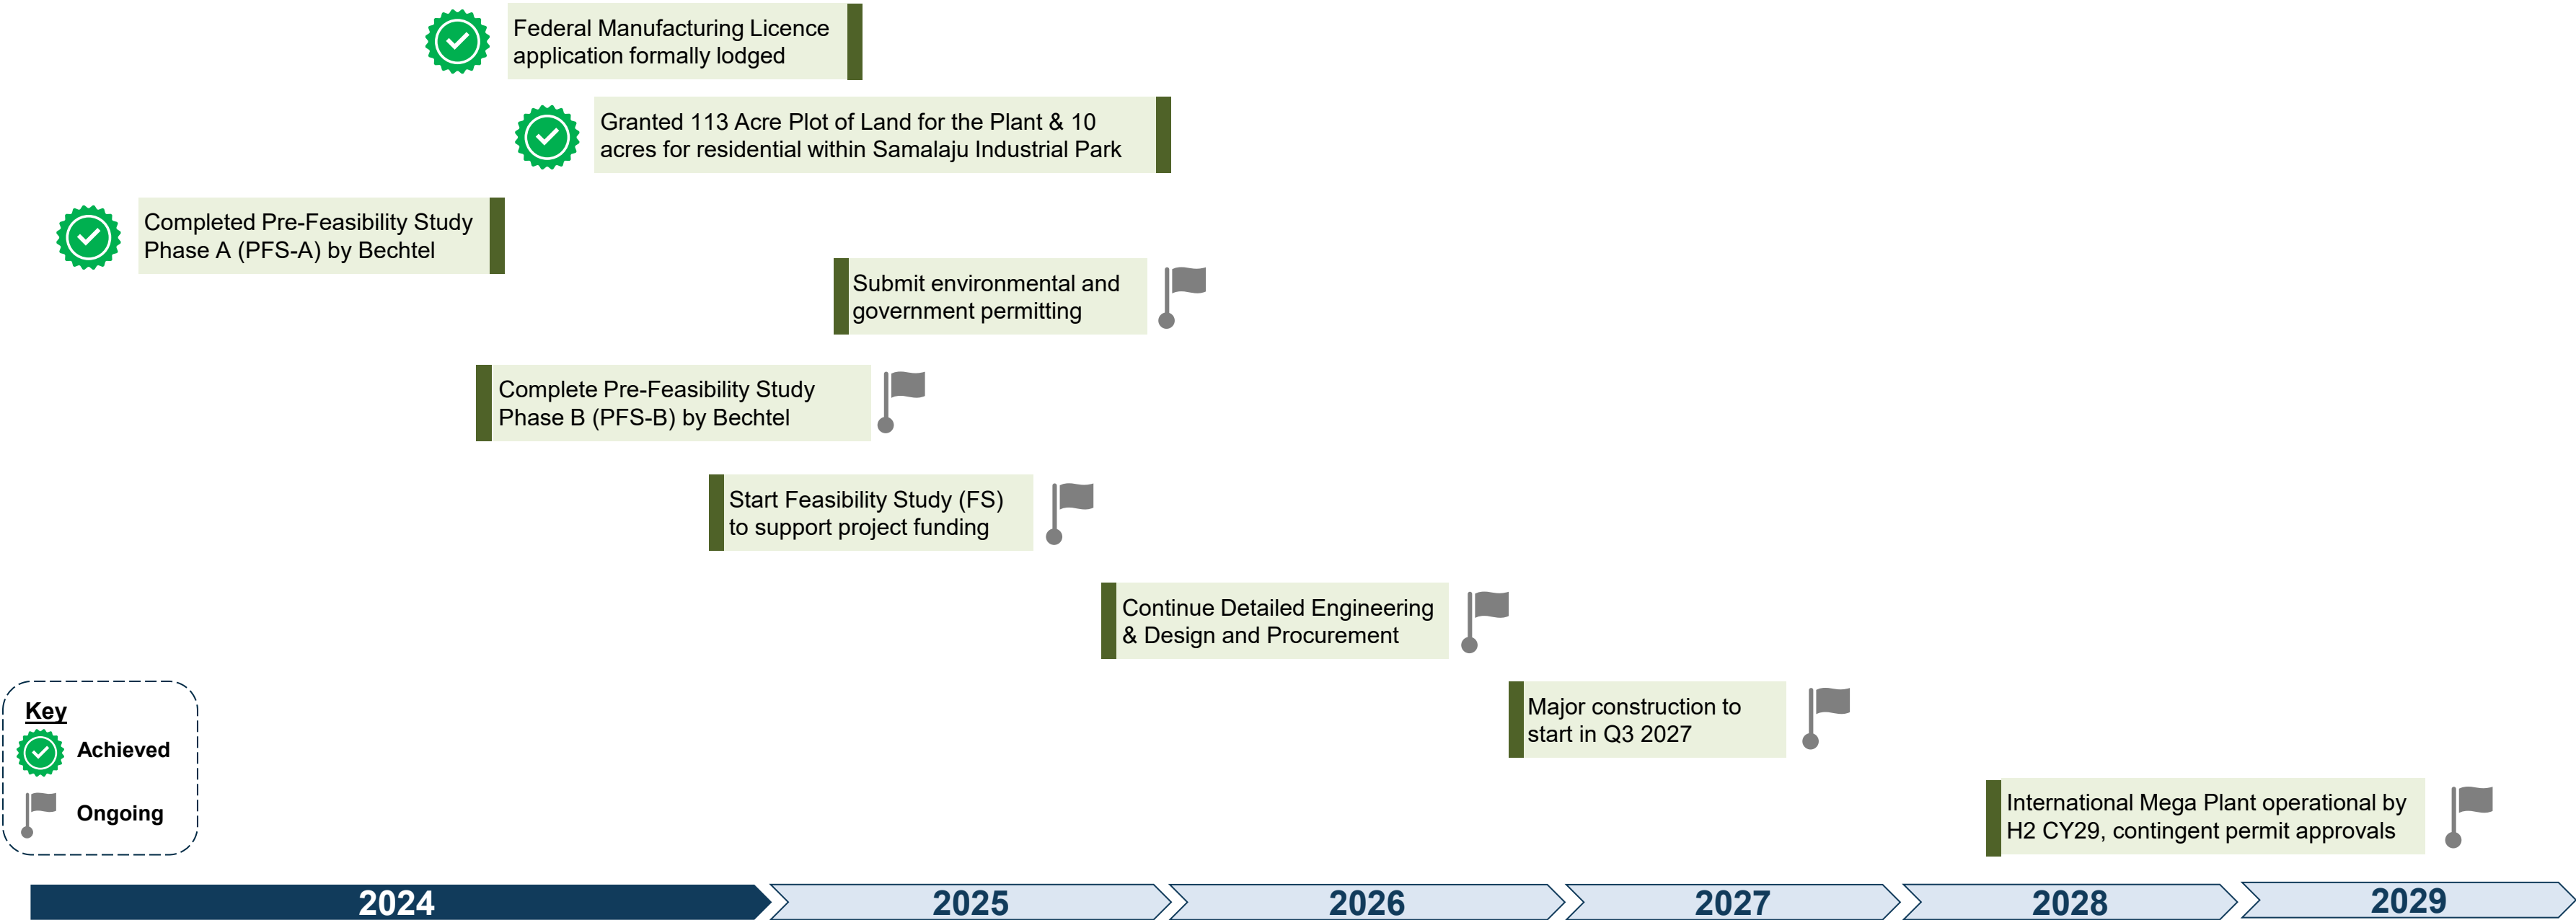 Federal Manufacturing Licence
application formally lodged
Granted 113 Acre Plot of Land for the Plant & 10
acres for residential within Samalaju Industrial Park
Completed Pre-Feasibility Study
Phase A (PFS-A) by Bechtel
Submit environmental and
government permitting
Complete Pre-Feasibility Study
Phase B (PFS-B) by Bechtel
Start Feasibility Study (FS)
to support project funding
Continue Detailed Engineering
& Design and Procurement
Major construction to
start in Q3 2027
International Mega Plant operational by
H2 CY29, contingent permit approvals
Key
Achieved
Ongoing
2024
2025
2026
2027
2028
2029